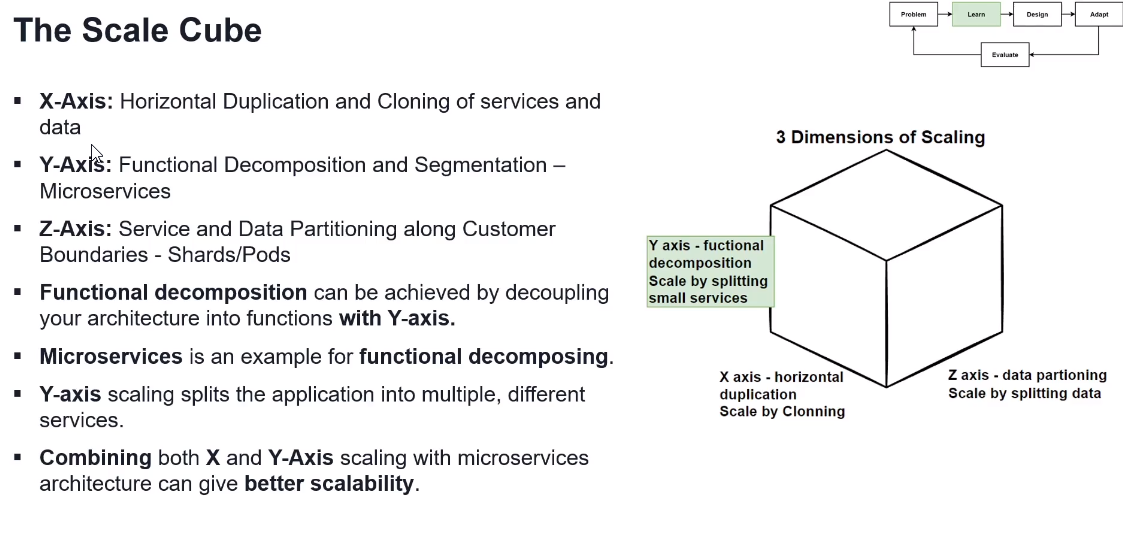 The Scale Cube
Problem
Learn
Design
Adapt
Evaluate
▪ X-Axis: Horizontal Duplication and Cloning of services and
data
▪ Y-Axis: Functional Decomposition and Segmentation –
Microservices
▪ Z-Axis: Service and Data Partitioning along Customer
Boundaries - Shards/Pods
▪ Functional decomposition can be achieved by decoupling
your architecture into functions with Y-axis.
▪ Microservices is an example for functional decomposing.
▪ Y-axis scaling splits the application into multiple, different
services.
▪ Combining both X and Y-Axis scaling with microservices
architecture can give better scalability.
3 Dimensions of Scaling
Y axis - fuctional
decomposition
Scale by splitting
small services
X axis - horizontal
duplication
Scale by Clonning
Z axis - data partioning
Scale by splitting data